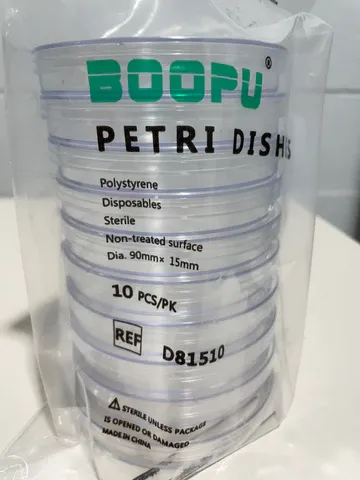 BOOPU®
PETRI DISHS
Polystyrene
Disposables
Sterile
Non-treated surface
Dia. 90mm× 15mm
10 PCS/PK
REF D81510
⚠ STERILE UNLESS PACKAGE
IS OPENED OR DAMAGED
MADE IN CHINA